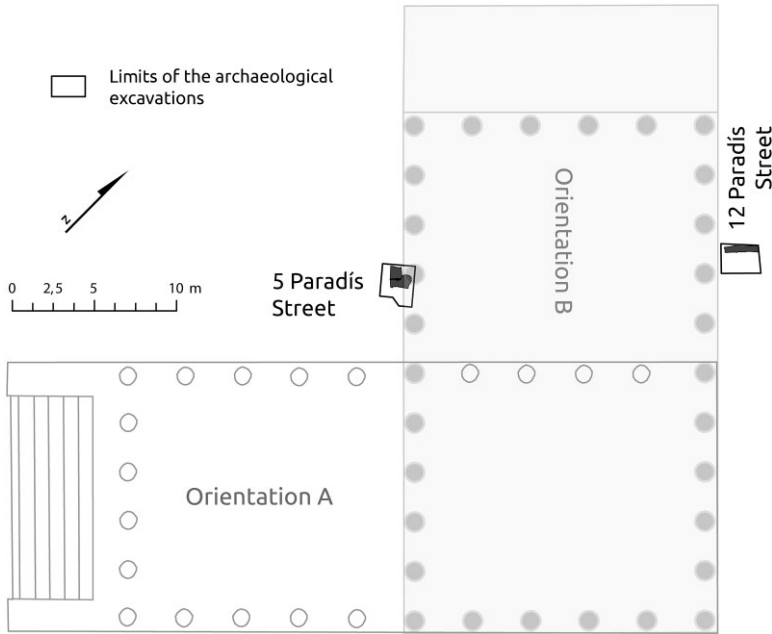 Limits of the archaeological
excavations
N
0 2,5 5 10 m
5 Paradís
Street
12 Paradís
Street
Orientation B
Orientation A